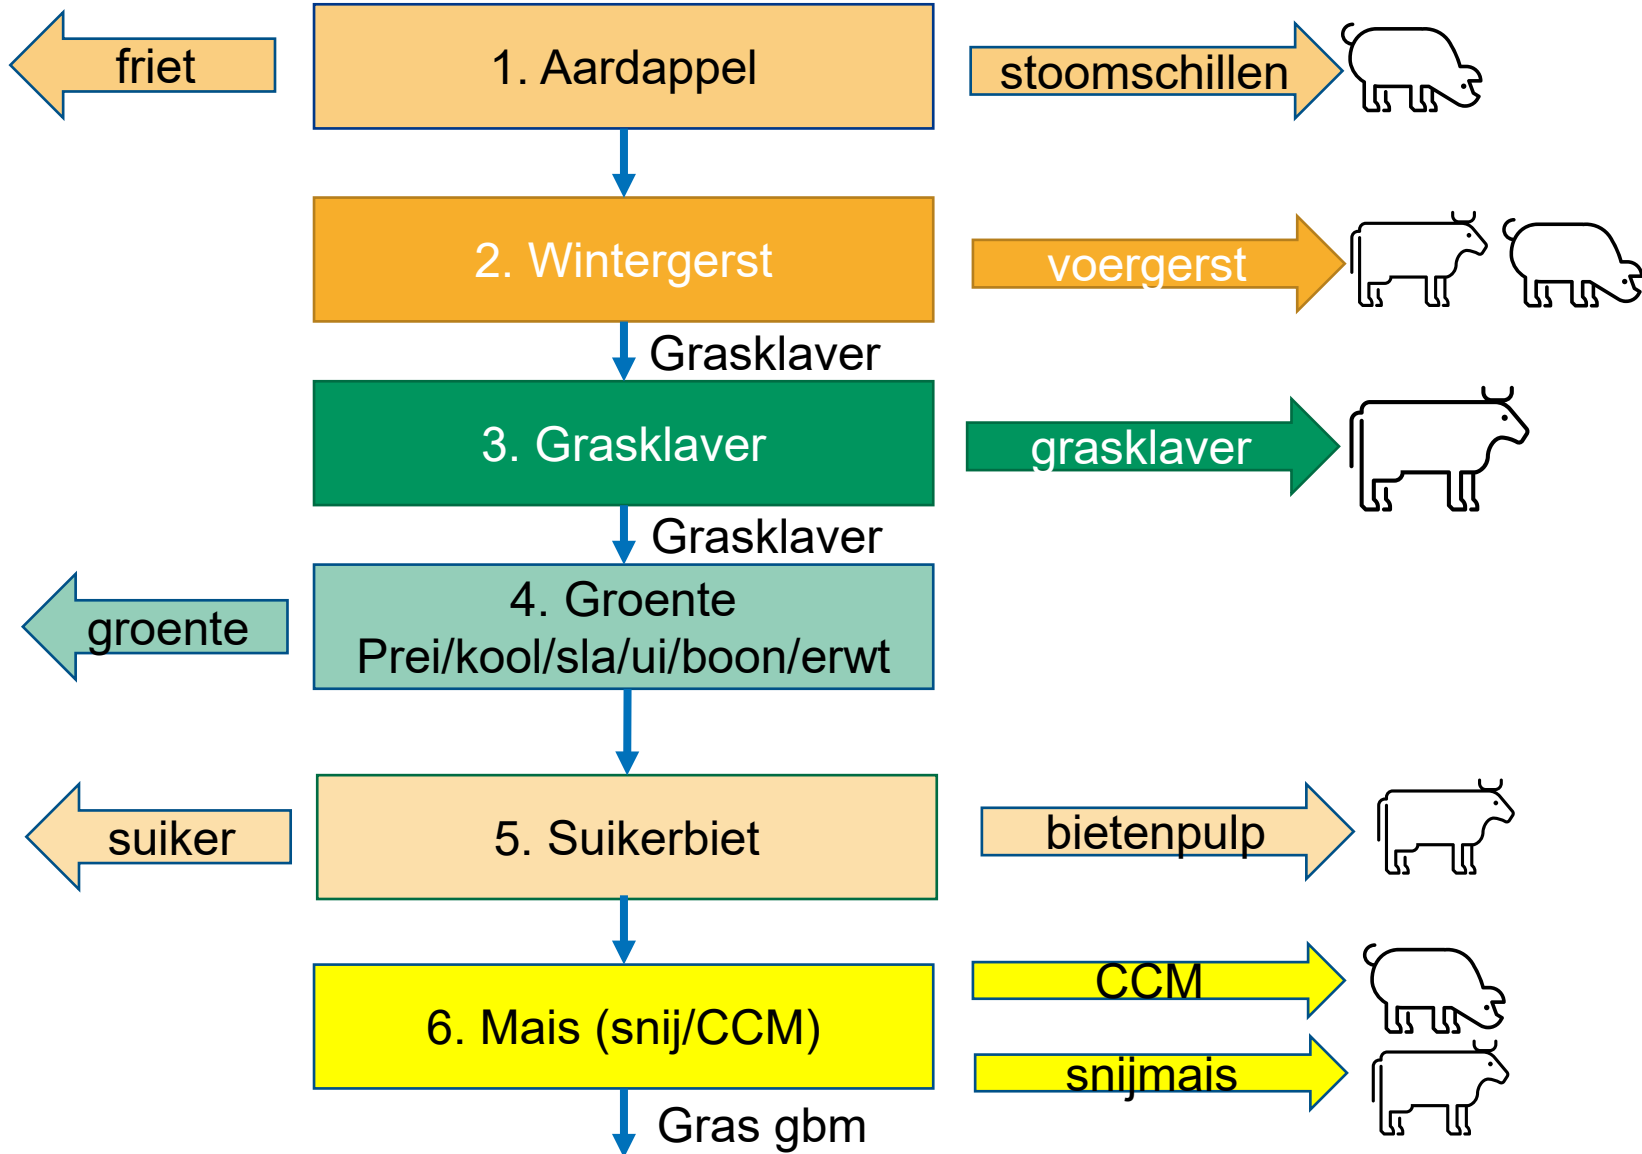 friet
1. Aardappel
stoomschillen
2. Wintergerst
voergerst
Grasklaver
3. Grasklaver
grasklaver
Grasklaver
groente
4. Groente
Prei/kool/sla/ui/boon/erwt
suiker
5. Suikerbiet
bietenpulp
6. Mais (snij/CCM)
CCM
snijmais
Gras gbm